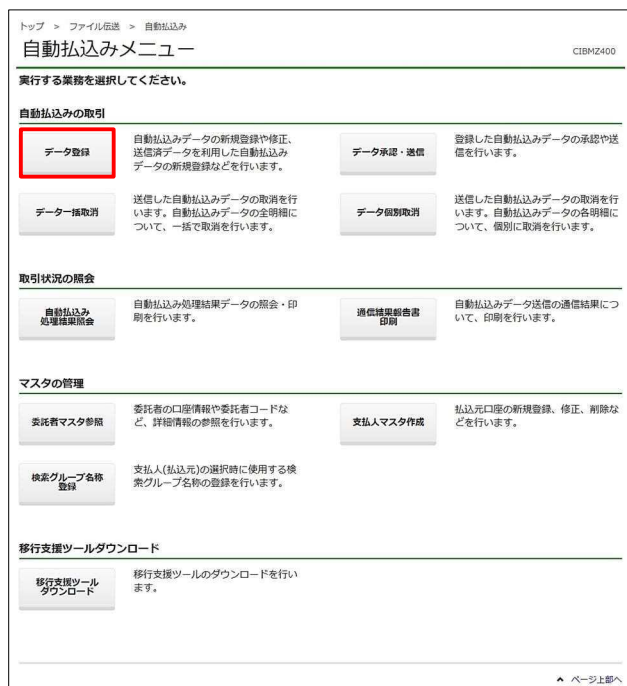 トップ > ファイル伝送 > 自動払込み
自動払込みメニュー
CIBMZ400
実行する業務を選択してください。
自動払込みの取引
データ登録
自動払込みデータの新規登録や修正、
送信済データを利用した自動払込み
データの新規登録などを行います。
データ承認・送信
登録した自動払込みデータの承認や送
信を行います。
データ一括取消
送信した自動払込みデータの取消を行
います。自動払込みデータの全明細に
ついて、一括で取消を行います。
データ個別取消
送信した自動払込みデータの取消を行
います。自動払込みデータの各明細に
ついて、個別に取消を行います。
取引状況の照会
自動払込み
処理結果照会
自動払込み処理結果データの照会・印
刷を行います。
通信結果報告書
印刷
自動払込みデータ送信の通信結果につ
いて、印刷を行います。
マスタの管理
委託者マスタ参照
委託者の口座情報や委託者コードな
ど、詳細情報の参照を行います。
支払人マスタ作成
払込元口座の新規登録、修正、削除な
どを行います。
検索グループ名称
登録
支払人(払込元)の選択時に使用する検
索グループ名称の登録を行います。
移行支援ツールダウンロード
移行支援ツール
ダウンロード
移行支援ツールのダウンロードを行い
ます。
ページ上部へ